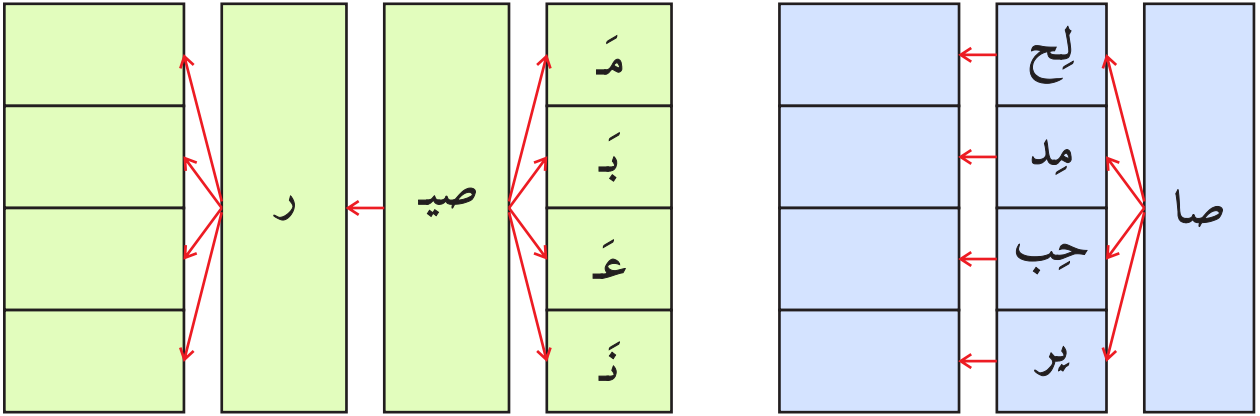 صا
لِح
مِد
حِب
بِر
مَـ
بَـ
عَـ
نَـ
صيـ
ر